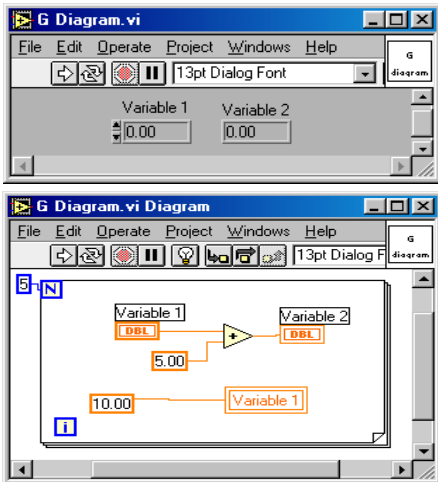 G Diagram.vi
File Edit Operate Project Windows Help
G
diagram
13pt Dialog Font
Variable 1 Variable 2
0.00 0.00
G Diagram.vi Diagram
File Edit Operate Project Windows Help
G
diagram
13pt Dialog F
5 N
Variable 1 Variable 2
DBL DBL
+
5.00
10.00 Variable 1
i